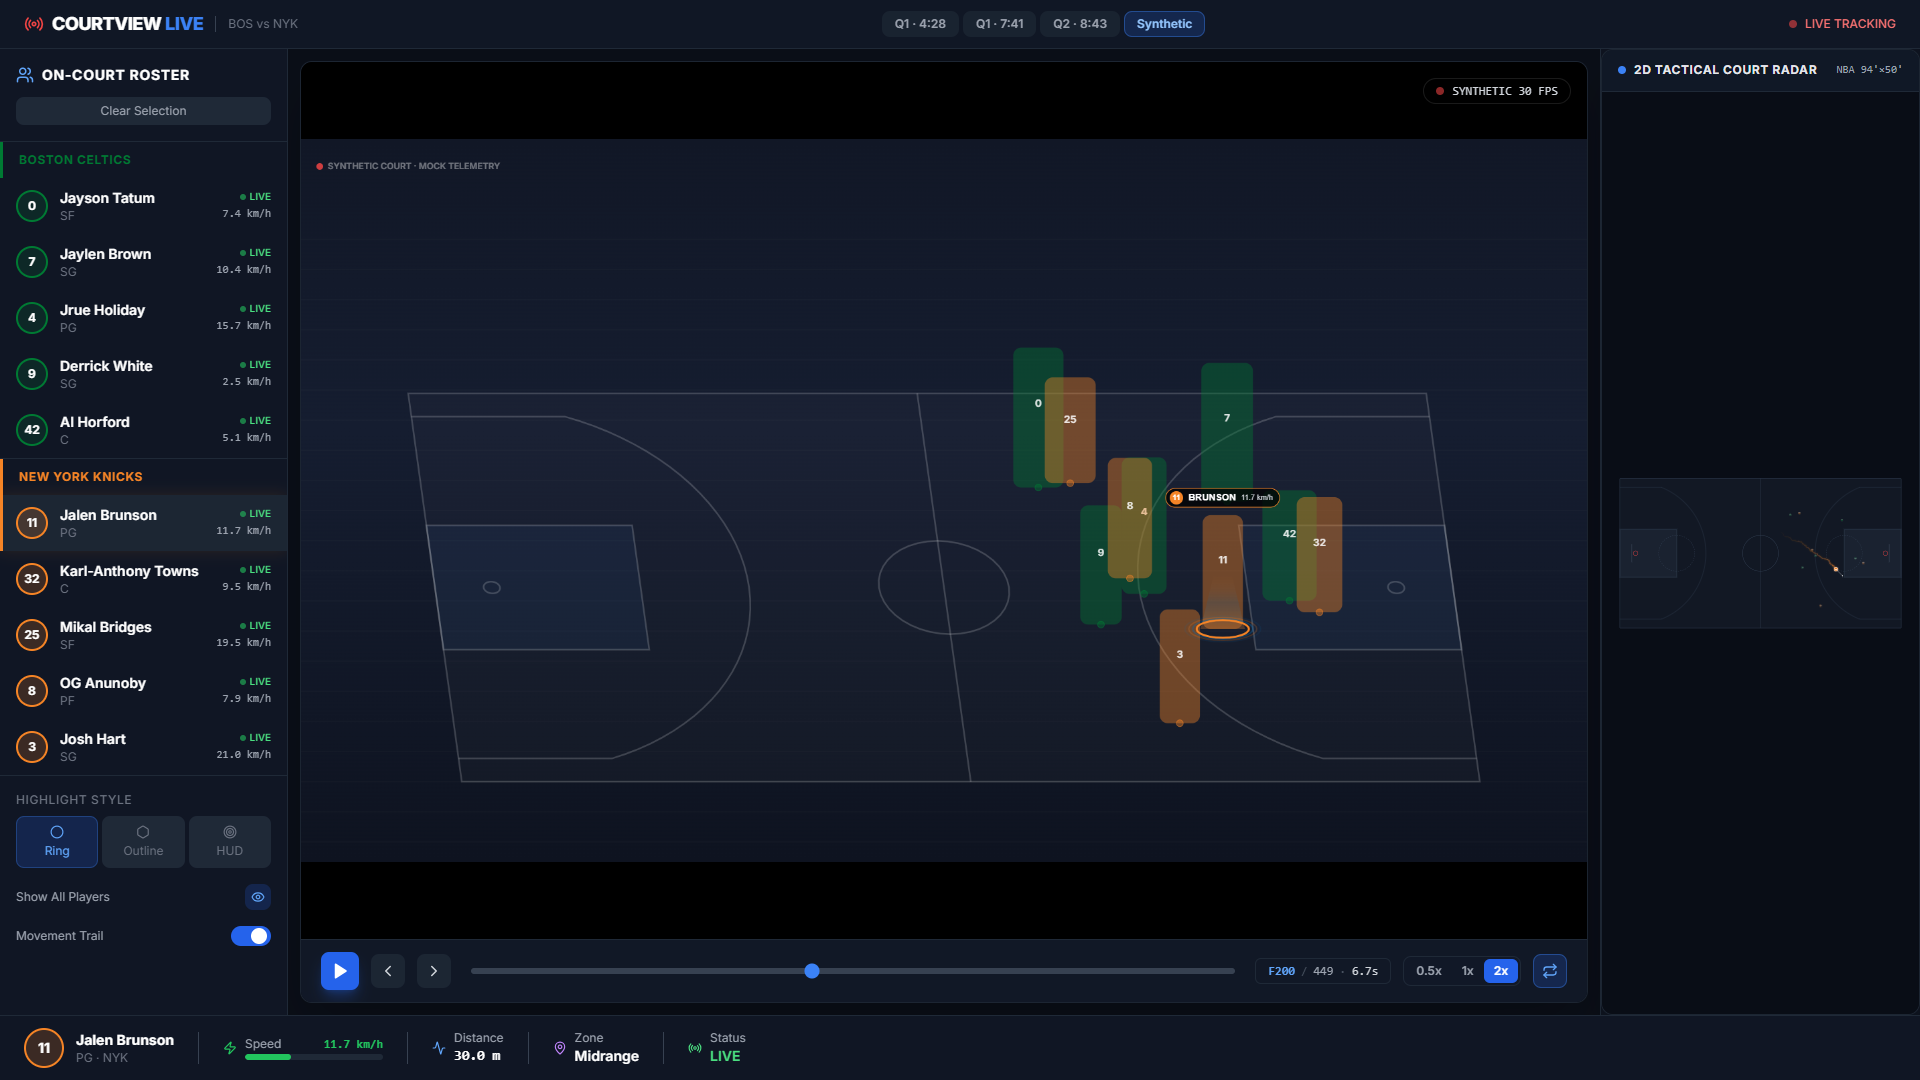 COURTVIEW LIVE
BOS vs NYK
Q1 · 4:28
Q1 · 7:41
Q2 · 8:43
Synthetic
LIVE TRACKING
ON-COURT ROSTER
Clear Selection
BOSTON CELTICS
0
Jayson Tatum
SF
LIVE
7.4 km/h
7
Jaylen Brown
SG
LIVE
10.4 km/h
4
Jrue Holiday
PG
LIVE
15.7 km/h
9
Derrick White
SG
LIVE
2.5 km/h
42
Al Horford
C
LIVE
5.1 km/h
NEW YORK KNICKS
11
Jalen Brunson
PG
LIVE
11.7 km/h
32
Karl-Anthony Towns
C
LIVE
9.5 km/h
25
Mikal Bridges
SF
LIVE
19.5 km/h
8
OG Anunoby
PF
LIVE
7.9 km/h
3
Josh Hart
SG
LIVE
21.0 km/h
HIGHLIGHT STYLE
Ring
Outline
HUD
Show All Players
Movement Trail
SYNTHETIC 30 FPS
SYNTHETIC COURT · MOCK TELEMETRY
0
25
7
8
4
9
11 BRUNSON 11.7 km/h
11
42
32
3
F200 / 449 · 6.7s
0.5x
1x
2x
2D TACTICAL COURT RADAR
NBA 94'×50'
11
Jalen Brunson
PG · NYK
Speed
11.7 km/h
Distance
30.0 m
Zone
Midrange
Status
LIVE